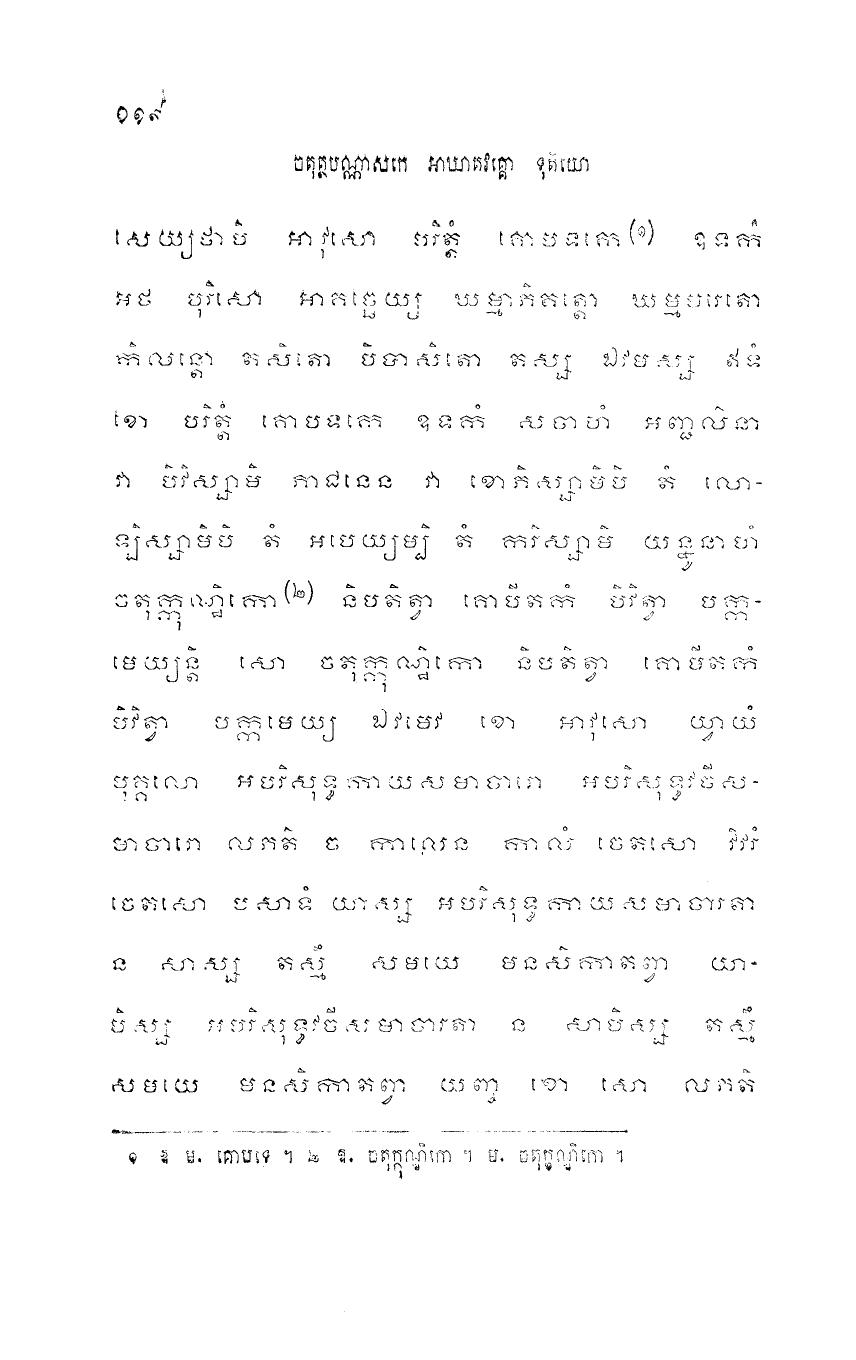 ១១៩
ចតុត្ថបណ្ណាសកេ អាឃាតវគ្គោ ទុតិយោ
សេយ្យថាបិ អាវុសោ បរិត្តំ គោបទកេ(១) ឧទកំ
អថ បុរិសោ អាគច្ឆេយ្យ ឃម្មាភិតត្តោ ឃម្មបរេតោ
កិលន្តោ តសិតោ បិបាសិតោ តស្ស ឯវមស្ស ឥទំ
ខោ បរិត្តំ គោបទកេ ឧទកំ សចាហំ អញ្ជលិនា
វា បិវិស្សាមិ ភាជនេន វា ខោភិស្សាមិបិ តំ លោ-
ឡិស្សាមិបិ តំ អបេយ្យម្បិ តំ ករិស្សាមិ យន្នូនាហំ
ចតុក្កុណ្ឋិកោ(២) និបតិត្វា គោបីតកំ បិវិត្វា បក្ក-
មេយ្យន្តិ សោ ចតុក្កុណ្ឋិកោ និបតិត្វា គោបីតកំ
បិវិត្វា បក្កមេយ្យ ឯវមេវ ខោ អាវុសោ យ្វាយំ
បុគ្គលោ អបរិសុទ្ធកាយសមាចារោ អបរិសុទ្ធវចីស-
មាចារោ លភតិ ច កាលេន កាលំ ចេតសោ វិវរំ
ចេតសោ បសាទំ យាស្ស អបរិសុទ្ធកាយសមាចារតា
ន សាស្ស តស្មឹ សមយេ មនសិកាតព្វា យា-
បិស្ស អបរិសុទ្ធវចីសមាចារតា ន សាបិស្ស តស្មឹ
សមយេ មនសិកាតព្វា យញ្ច ខោ សោ លភតិ
១ ឱ ម. គោបទេ ។ ២ ឱ. ចតុក្កុណ្ឌិកោ ។ ម. ចតុក្ខណ្ឌិកោ ។